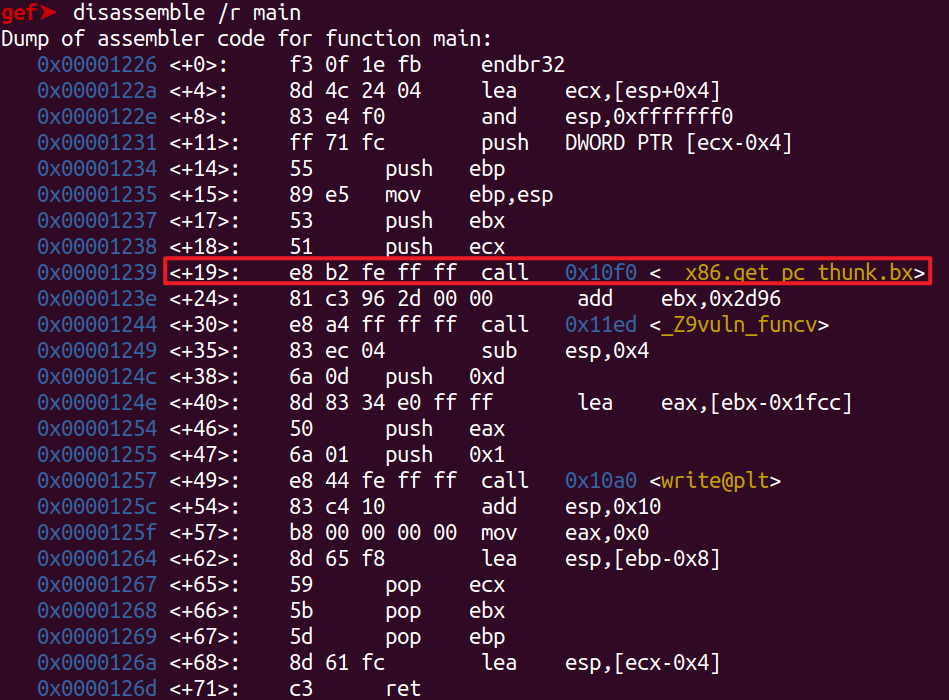 gef➤ disassemble /r main
Dump of assembler code for function main:
0x00001226 <+0>: f3 0f 1e fb endbr32
0x0000122a <+4>: 8d 4c 24 04 lea ecx,[esp+0x4]
0x0000122e <+8>: 83 e4 f0 and esp,0xfffffff0
0x00001231 <+11>: ff 71 fc push DWORD PTR [ecx-0x4]
0x00001234 <+14>: 55 push ebp
0x00001235 <+15>: 89 e5 mov ebp,esp
0x00001237 <+17>: 53 push ebx
0x00001238 <+18>: 51 push ecx
0x00001239 <+19>: e8 b2 fe ff ff call 0x10f0 <__x86.get_pc_thunk.bx>
0x0000123e <+24>: 81 c3 96 2d 00 00 add ebx,0x2d96
0x00001244 <+30>: e8 a4 ff ff ff call 0x11ed <_Z9vuln_funcv>
0x00001249 <+35>: 83 ec 04 sub esp,0x4
0x0000124c <+38>: 6a 0d push 0xd
0x0000124e <+40>: 8d 83 34 e0 ff ff lea eax,[ebx-0x1fcc]
0x00001254 <+46>: 50 push eax
0x00001255 <+47>: 6a 01 push 0x1
0x00001257 <+49>: e8 44 fe ff ff call 0x10a0 <write@plt>
0x0000125c <+54>: 83 c4 10 add esp,0x10
0x0000125f <+57>: b8 00 00 00 00 mov eax,0x0
0x00001264 <+62>: 8d 65 f8 lea esp,[ebp-0x8]
0x00001267 <+65>: 59 pop ecx
0x00001268 <+66>: 5b pop ebx
0x00001269 <+67>: 5d pop ebp
0x0000126a <+68>: 8d 61 fc lea esp,[ecx-0x4]
0x0000126d <+71>: c3 ret